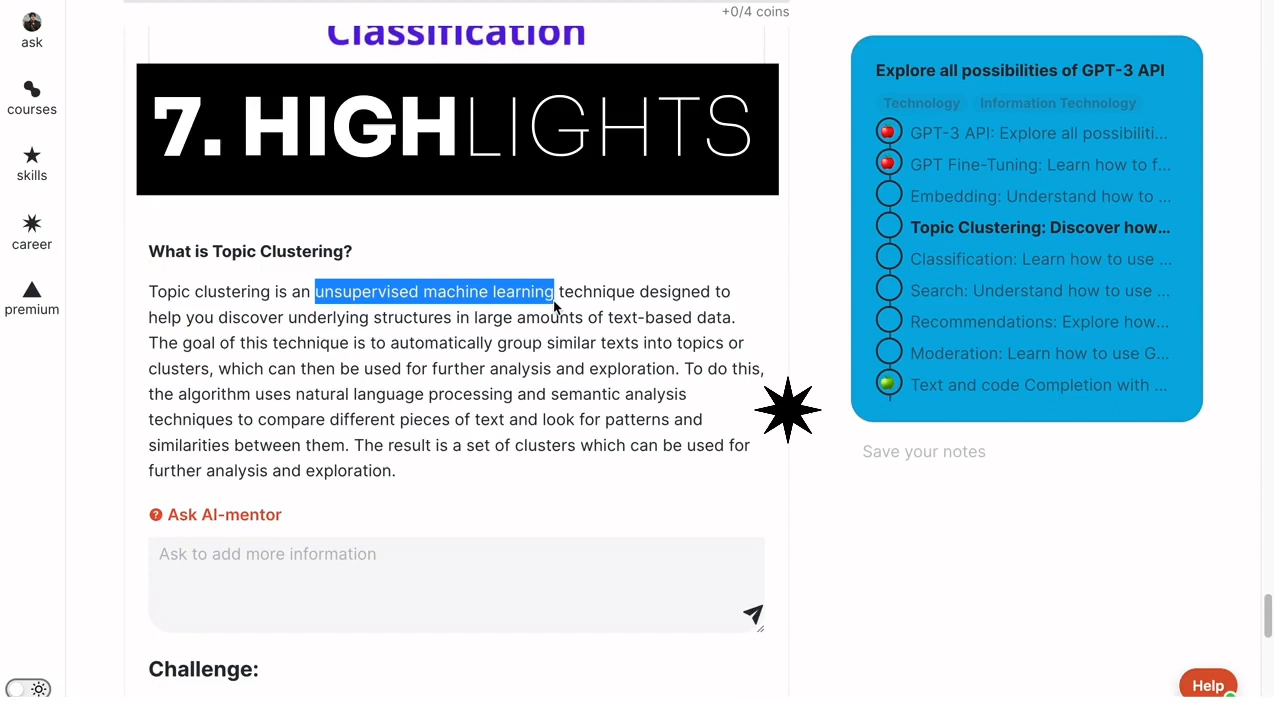 +0/4 coins
ask
courses
skills
career
premium
Classification
7. HIGHLIGHTS
What is Topic Clustering?
Topic clustering is an unsupervised machine learning technique designed to
help you discover underlying structures in large amounts of text-based data.
The goal of this technique is to automatically group similar texts into topics or
clusters, which can then be used for further analysis and exploration. To do this,
the algorithm uses natural language processing and semantic analysis
techniques to compare different pieces of text and look for patterns and
similarities between them. The result is a set of clusters which can be used for
further analysis and exploration.
Ask AI-mentor
Ask to add more information
Challenge:
Explore all possibilities of GPT-3 API
Technology Information Technology
GPT-3 API: Explore all possibiliti...
GPT Fine-Tuning: Learn how to f...
Embedding: Understand how to ...
Topic Clustering: Discover how...
Classification: Learn how to use ...
Search: Understand how to use ...
Recommendations: Explore how...
Moderation: Learn how to use G...
Text and code Completion with ...
Save your notes
Help